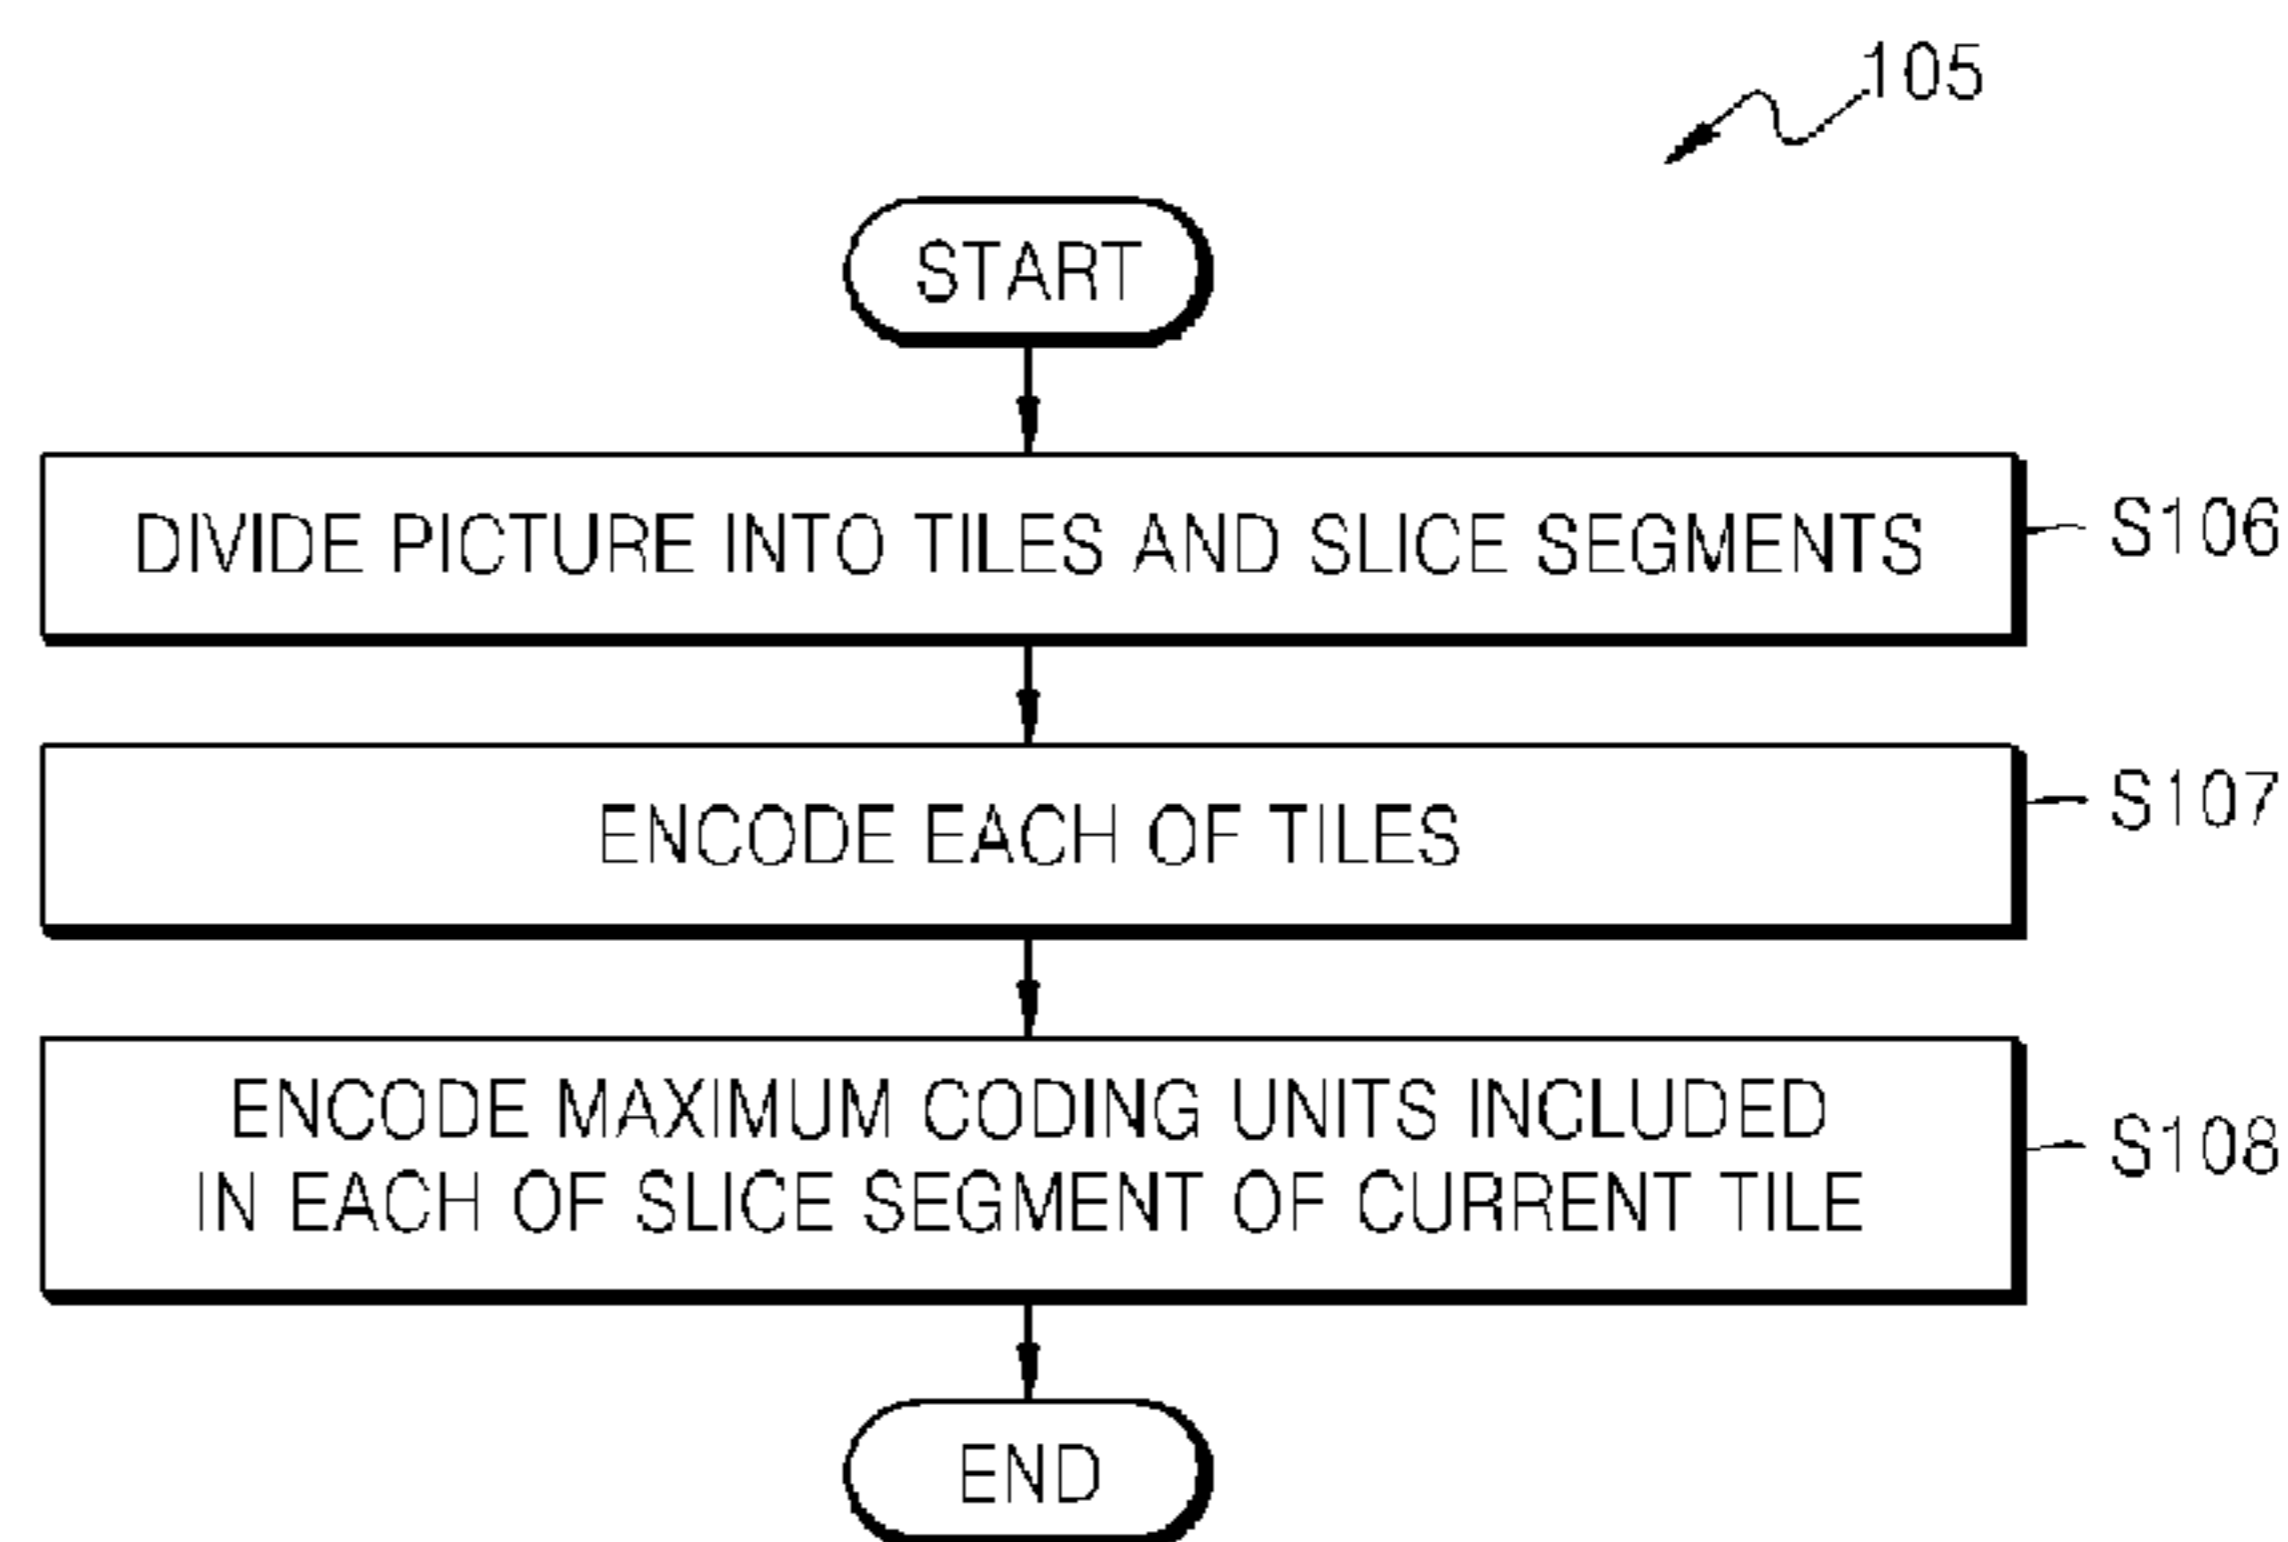 105
START
DIVIDE PICTURE INTO TILES AND SLICE SEGMENTS
S106
ENCODE EACH OF TILES
S107
ENCODE MAXIMUM CODING UNITS INCLUDED
IN EACH OF SLICE SEGMENT OF CURRENT TILE
S108
END